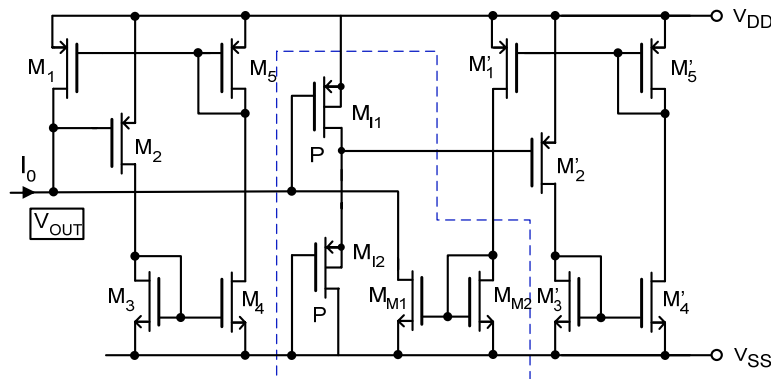 V_DD
M_1
M_5
M'_1
M'_5
M_I1
M_2
P
M'_2
I_0
V_OUT
M_I2
M_3
M_4
P
M_M1
M_M2
M'_3
M'_4
V_SS